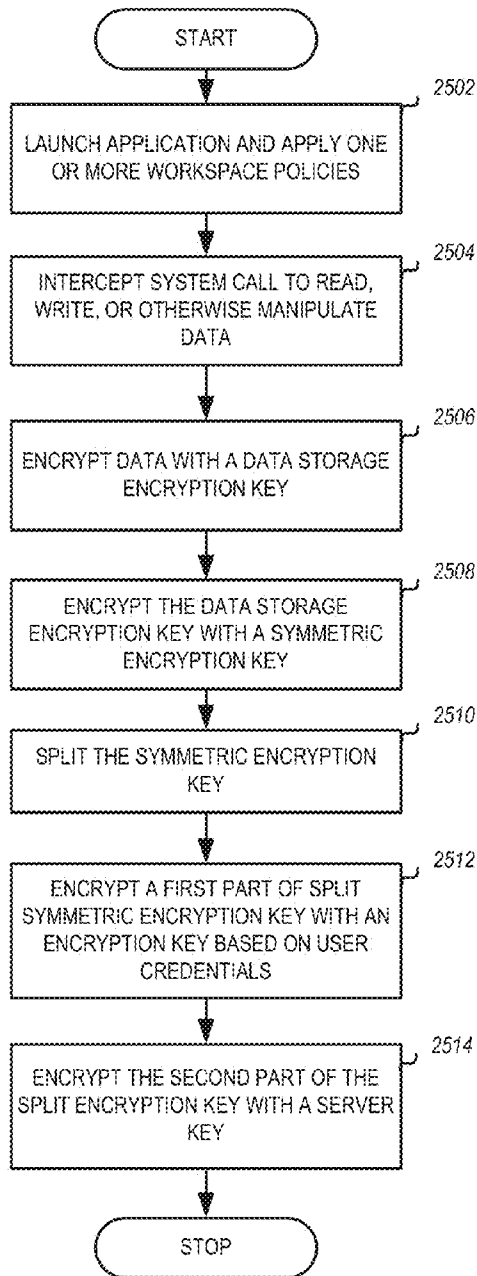 START
2502
LAUNCH APPLICATION AND APPLY ONE
OR MORE WORKSPACE POLICIES
2504
INTERCEPT SYSTEM CALL TO READ,
WRITE, OR OTHERWISE MANIPULATE
DATA
2506
ENCRYPT DATA WITH A DATA STORAGE
ENCRYPTION KEY
2508
ENCRYPT THE DATA STORAGE
ENCRYPTION KEY WITH A SYMMETRIC
ENCRYPTION KEY
2510
SPLIT THE SYMMETRIC ENCRYPTION
KEY
2512
ENCRYPT A FIRST PART OF SPLIT
SYMMETRIC ENCRYPTION KEY WITH AN
ENCRYPTION KEY BASED ON USER
CREDENTIALS
2514
ENCRYPT THE SECOND PART OF THE
SPLIT ENCRYPTION KEY WITH A SERVER
KEY
STOP